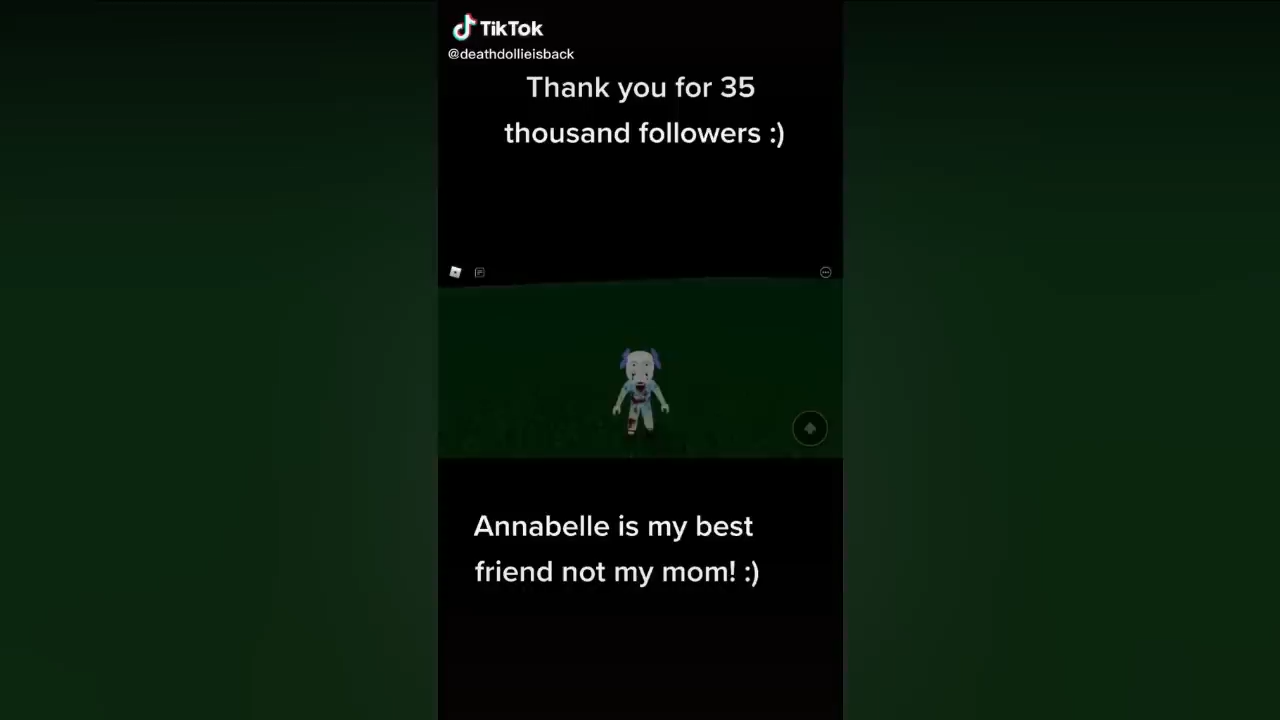 TikTok
@deathdollieisback
Thank you for 35
thousand followers :)
Annabelle is my best
friend not my mom! :)